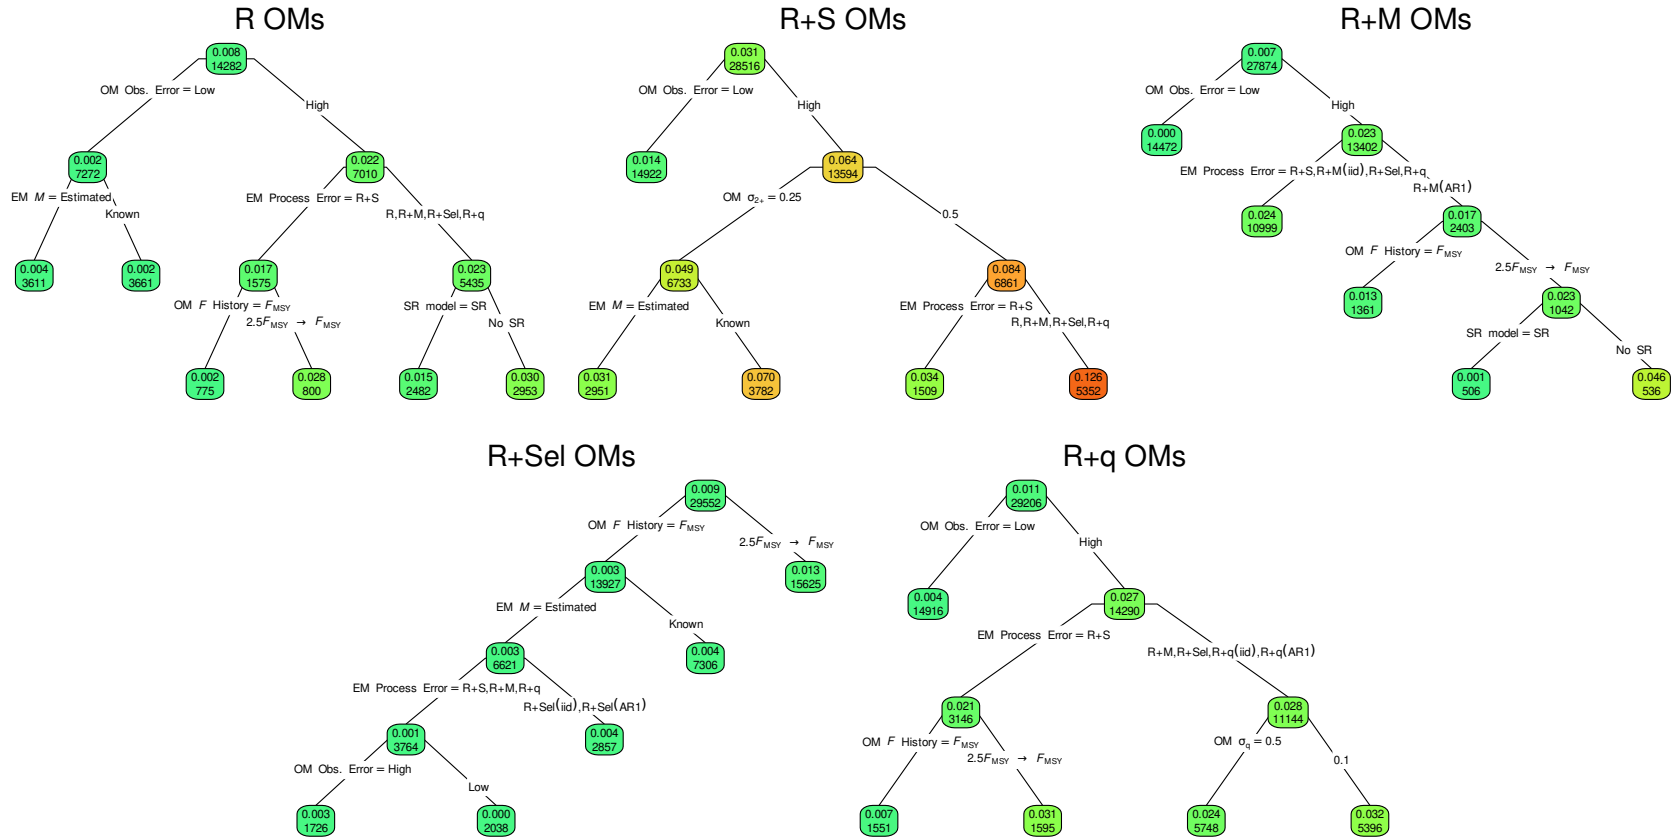 R OMs
0.008
14282
OM Obs. Error = Low
High
0.002
7272
0.022
7010
EM M = Estimated
Known
EM Process Error = R+S
R,R+M,R+Sel,R+q
0.004
3611
0.002
3661
0.017
1575
0.023
5435
OM F History = FMSY
2.5FMSY → FMSY
SR model = SR
No SR
0.002
775
0.028
800
0.015
2482
0.030
2953
R+S OMs
0.031
28516
OM Obs. Error = Low
High
0.014
14922
0.064
13594
OM σ2+ = 0.25
0.5
0.049
6733
0.084
6861
EM M = Estimated
Known
EM Process Error = R+S
R,R+M,R+Sel,R+q
0.031
2951
0.070
3782
0.034
1509
0.126
5352
R+M OMs
0.007
27874
OM Obs. Error = Low
High
0.000
14472
0.023
13402
EM Process Error = R+S,R+M(iid),R+Sel,R+q
R+M(AR1)
0.024
10999
0.017
2403
OM F History = FMSY
2.5FMSY → FMSY
0.013
1361
0.023
1042
SR model = SR
No SR
0.001
506
0.046
536
R+Sel OMs
0.009
29552
OM F History = FMSY
2.5FMSY → FMSY
0.003
13927
0.013
15625
EM M = Estimated
Known
0.003
6621
0.004
7306
EM Process Error = R+S,R+M,R+q
R+Sel(iid),R+Sel(AR1)
0.001
3764
0.004
2857
OM Obs. Error = High
Low
0.003
1726
0.000
2038
R+q OMs
0.011
29206
OM Obs. Error = Low
High
0.004
14916
0.027
14290
EM Process Error = R+S
R+M,R+Sel,R+q(iid),R+q(AR1)
0.021
3146
0.028
11144
OM F History = FMSY
2.5FMSY → FMSY
OM σq = 0.5
0.1
0.007
1551
0.031
1595
0.024
5748
0.032
5396